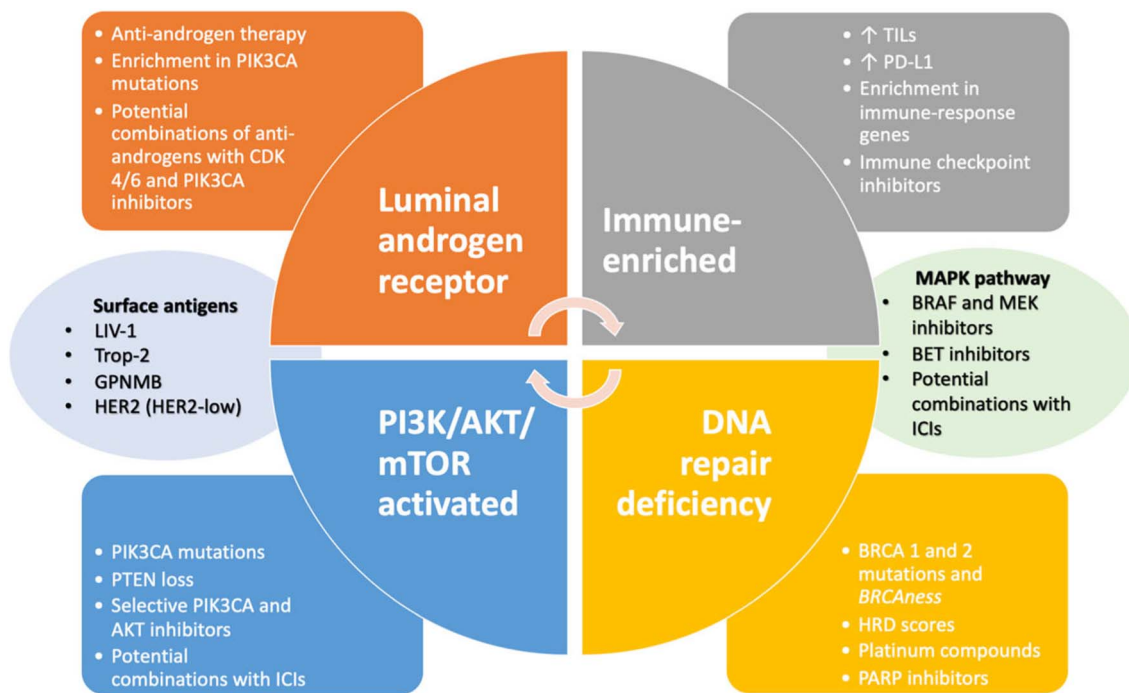 • Anti-androgen therapy
• Enrichment in PIK3CA
mutations
• Potential
combinations of anti-
androgens with CDK
4/6 and PIK3CA
inhibitors
• ↑ TILs
• ↑ PD-L1
• Enrichment in
immune-response
genes
• Immune checkpoint
inhibitors
Luminal
androgen
receptor
Immune-
enriched
Surface antigens
• LIV-1
• Trop-2
• GPNMB
• HER2 (HER2-low)
MAPK pathway
• BRAF and MEK
inhibitors
• BET inhibitors
• Potential
combinations with
ICIs
PI3K/AKT/
mTOR
activated
DNA
repair
deficiency
• PIK3CA mutations
• PTEN loss
• Selective PIK3CA and
AKT inhibitors
• Potential
combinations with ICIs
• BRCA 1 and 2
mutations and
BRCAness
• HRD scores
• Platinum compounds
• PARP inhibitors